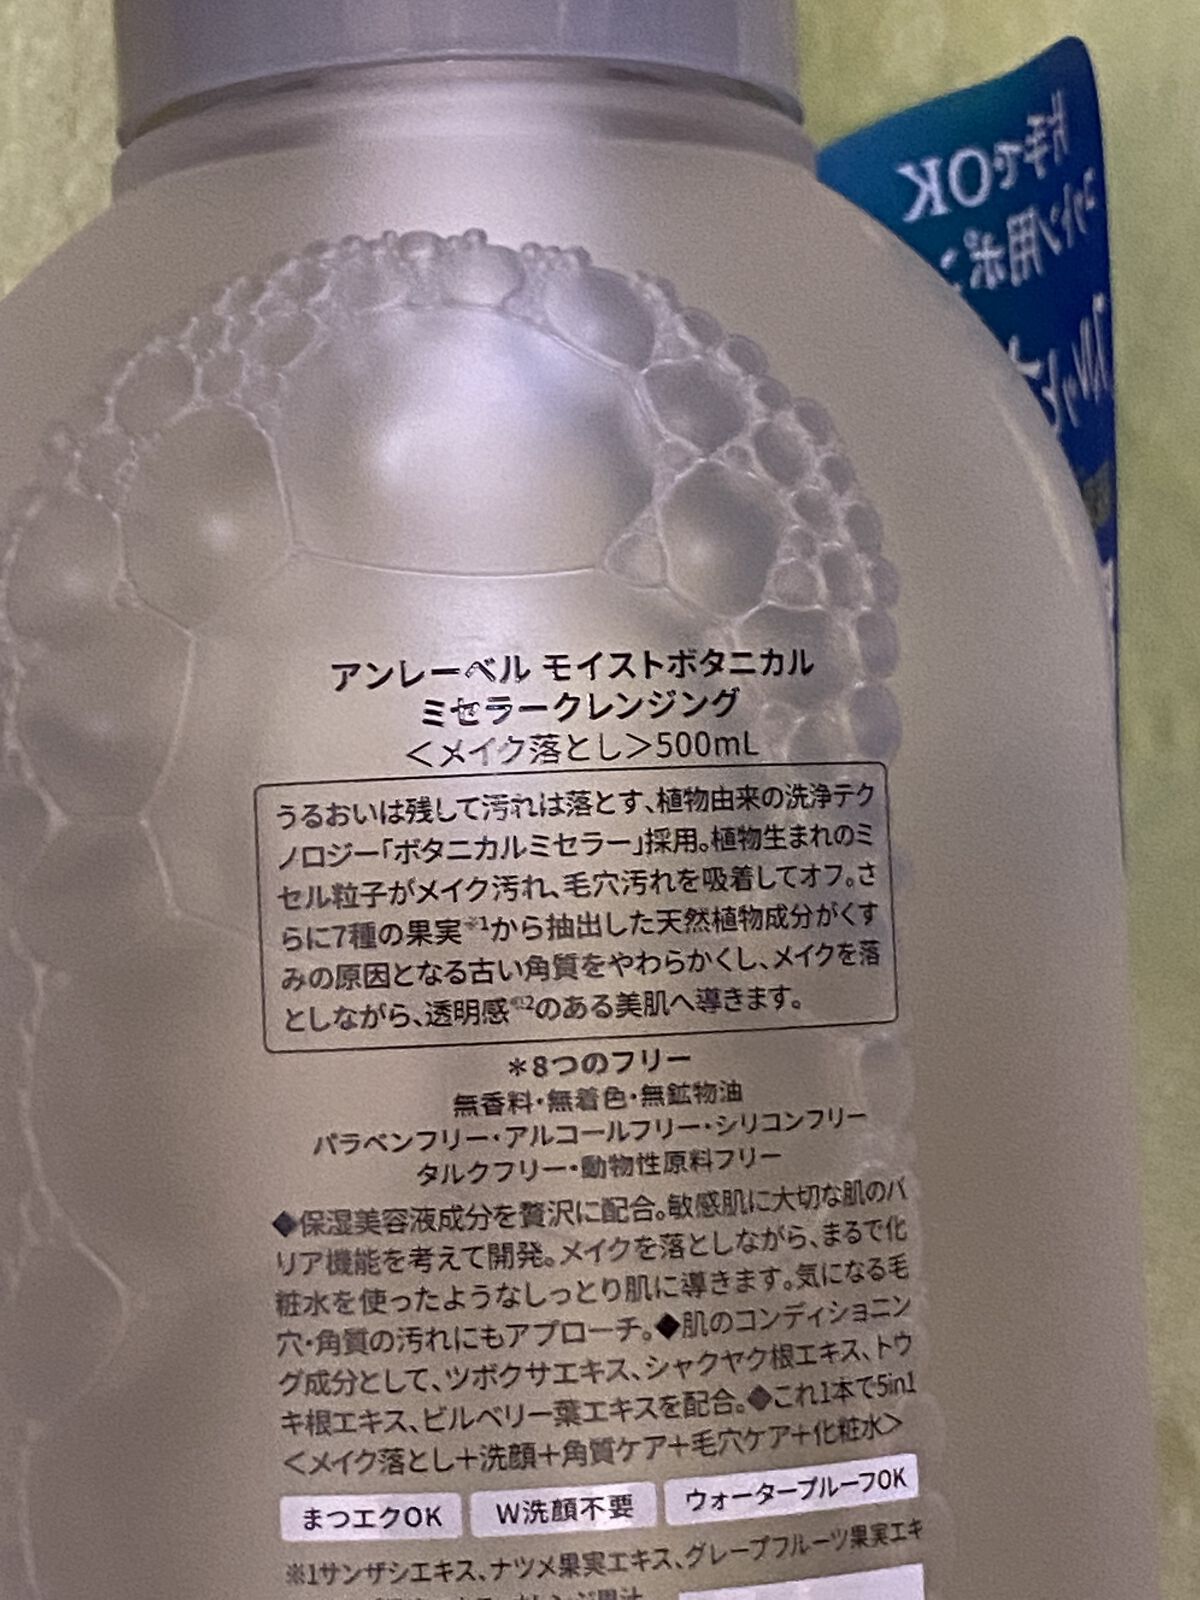 片手でOK
コットン用ポン
アンレーベル モイストボタニカル
ミセラークレンジング
＜メイク落とし＞500mL
うるおいは残して汚れは落とす、植物由来の洗浄テク
ノロジー「ボタニカルミセラー」採用。植物生まれのミ
セル粒子がメイク汚れ、毛穴汚れを吸着してオフ。さ
らに7種の果実※1から抽出した天然植物成分がくす
みの原因となる古い角質をやわらかくし、メイクを落
としながら、透明感※2のある美肌へ導きます。
＊8つのフリー
無香料・無着色・無鉱物油
パラベンフリー・アルコールフリー・シリコンフリー
タルクフリー・動物性原料フリー
◆保湿美容液成分を贅沢に配合。敏感肌に大切な肌のバ
リア機能を考えて開発。メイクを落としながら、まるで化
粧水を使ったようなしっとり肌に導きます。気になる毛
穴・角質の汚れにもアプローチ。◆肌のコンディショニン
グ成分として、ツボクサエキス、シャクヤク根エキス、トウ
キ根エキス、ビルベリー葉エキスを配合。◆これ1本で5in1
＜メイク落とし＋洗顔＋角質ケア＋毛穴ケア＋化粧水＞
まつエクOK W洗顔不要 ウォータープルーフOK
※1サンザシエキス、ナツメ果実エキス、グレープフルーツ果実エキ